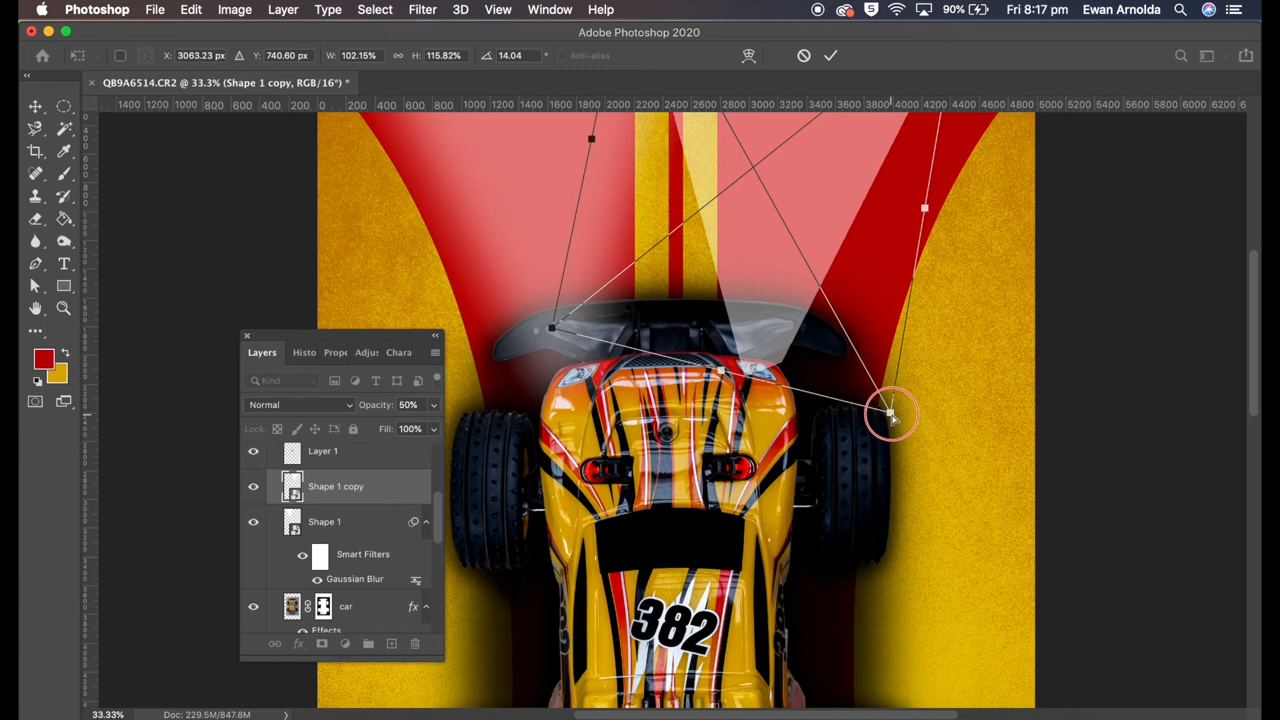 Photoshop File Edit Image Layer Type Select Filter 3D View Window Help 5 90% Fri 8:17 pm Ewan Arnolda
Adobe Photoshop 2020
X: 3063.23 px Y: 740.60 px W: 102.15% H: 115.82% 14.04 ° Anti-alias
QB9A6514.CR2 @ 33.3% (Shape 1 copy, RGB/16*) *
1400 1200 1000 800 600 400 200 0 200 400 600 800 1000 1200 1400 1600 1800 2000 2200 2400 2600 2800 3000 3200 3400 3600 3800 4000 4200 4400 4600 4800 5000 5200 5400 5600 5800 6000 6200 6
Layers Histo Prope Adjus Chara
Kind
Normal Opacity: 50%
Lock: Fill: 100%
Layer 1
Shape 1 copy
Shape 1
Smart Filters
Gaussian Blur
car fx
Effects
fx
382
33.33% Doc: 229.5M/847.8M